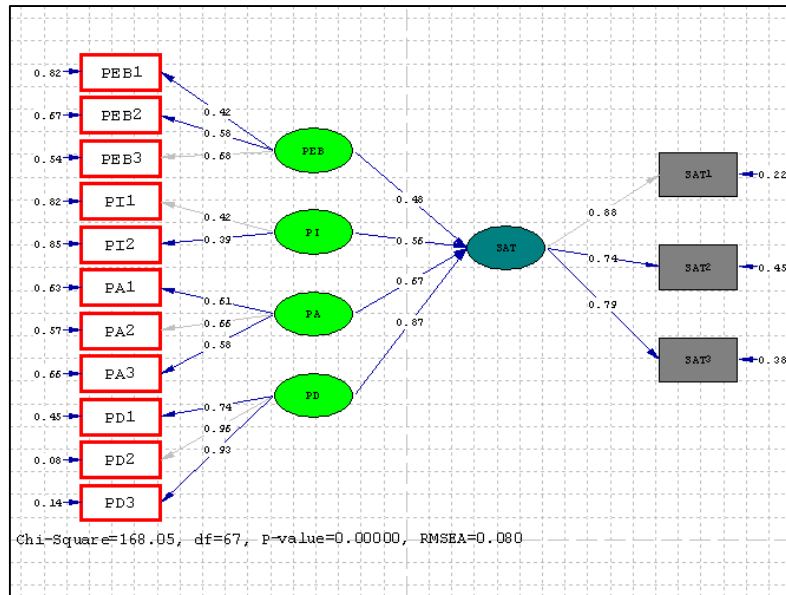 0.82 PEB1
0.67 PEB2
0.54 PEB3
0.82 PI1
0.85 PI2
0.63 PA1
0.57 PA2
0.66 PA3
0.45 PD1
0.08 PD2
0.14 PD3
0.42
0.58
0.68
0.42
0.39
0.61
0.66
0.58
0.74
0.96
0.93
PEB
PI
PA
PD
0.48
0.56
0.67
0.87
SAT
0.88
0.74
0.79
SAT1 0.22
SAT2 0.45
SAT3 0.38
Chi-Square=168.05, df=67, P-value=0.00000, RMSEA=0.080